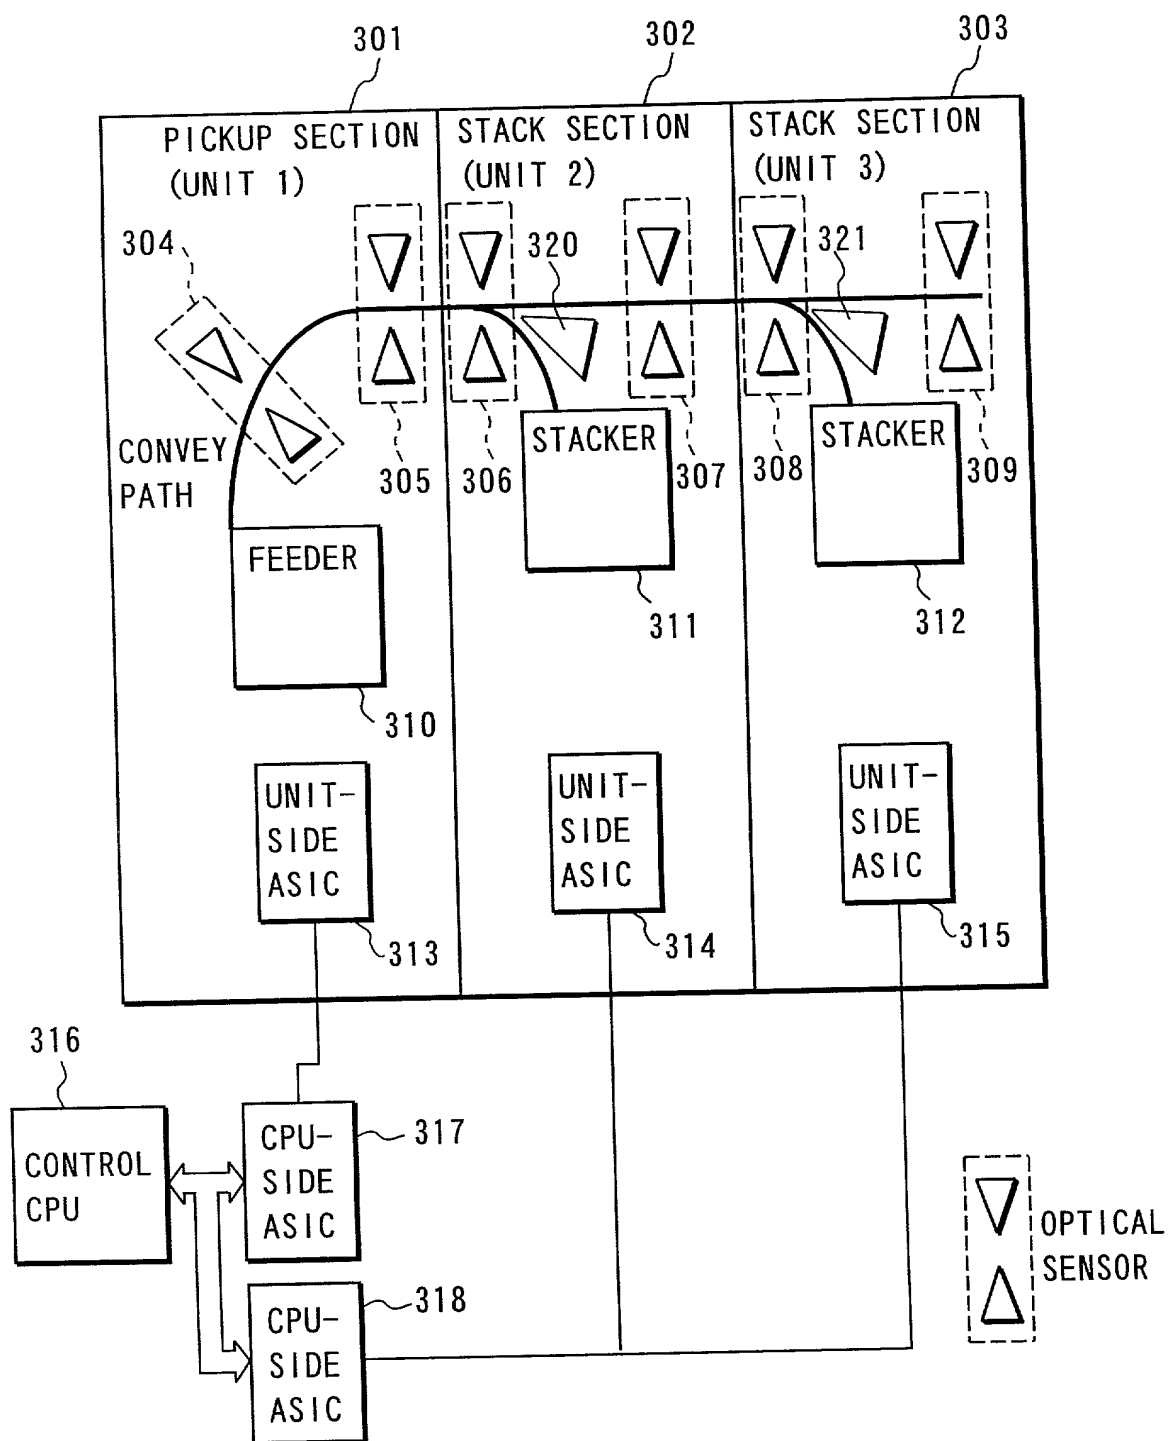 301
302
303
PICKUP SECTION
(UNIT 1)
STACK SECTION
(UNIT 2)
STACK SECTION
(UNIT 3)
304
320
321
CONVEY
PATH
305
306
307
308
309
FEEDER
STACKER
STACKER
310
311
312
UNIT-
SIDE
ASIC
UNIT-
SIDE
ASIC
UNIT-
SIDE
ASIC
313
314
315
316
CONTROL
CPU
CPU-
SIDE
ASIC
317
CPU-
SIDE
ASIC
318
OPTICAL
SENSOR